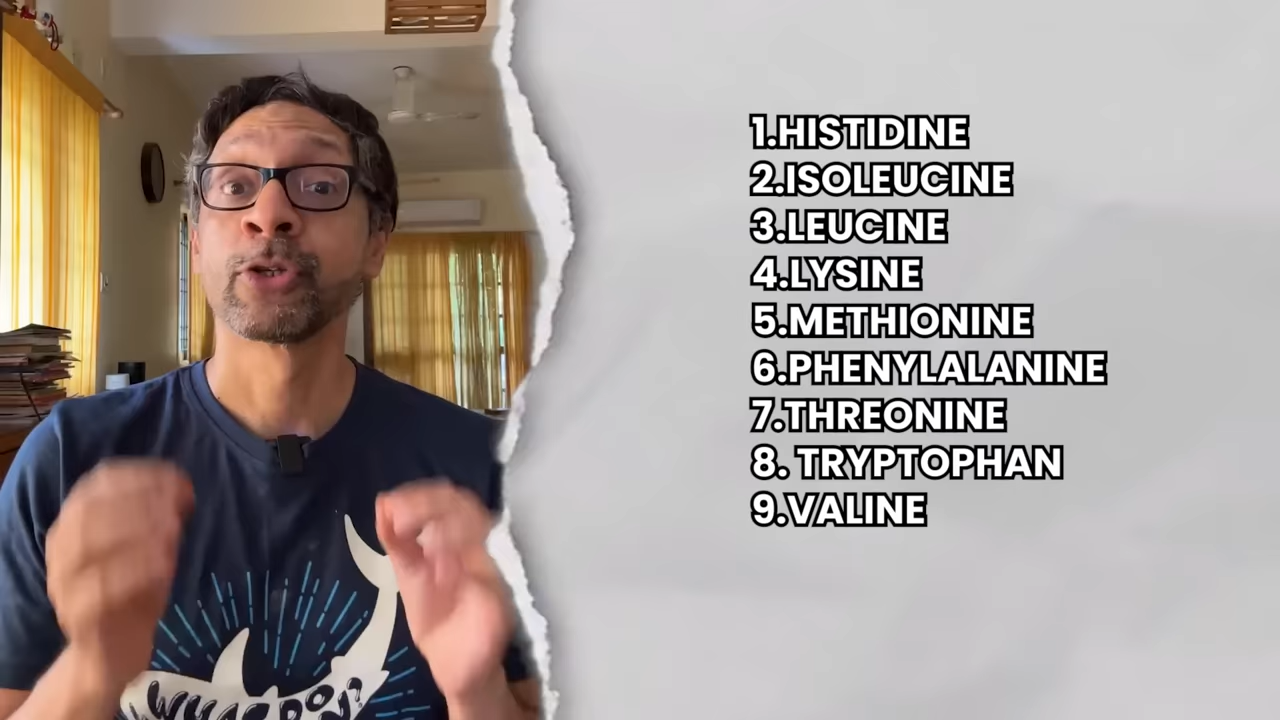 1.HISTIDINE
2.ISOLEUCINE
3.LEUCINE
4.LYSINE
5.METHIONINE
6.PHENYLALANINE
7.THREONINE
8. TRYPTOPHAN
9.VALINE